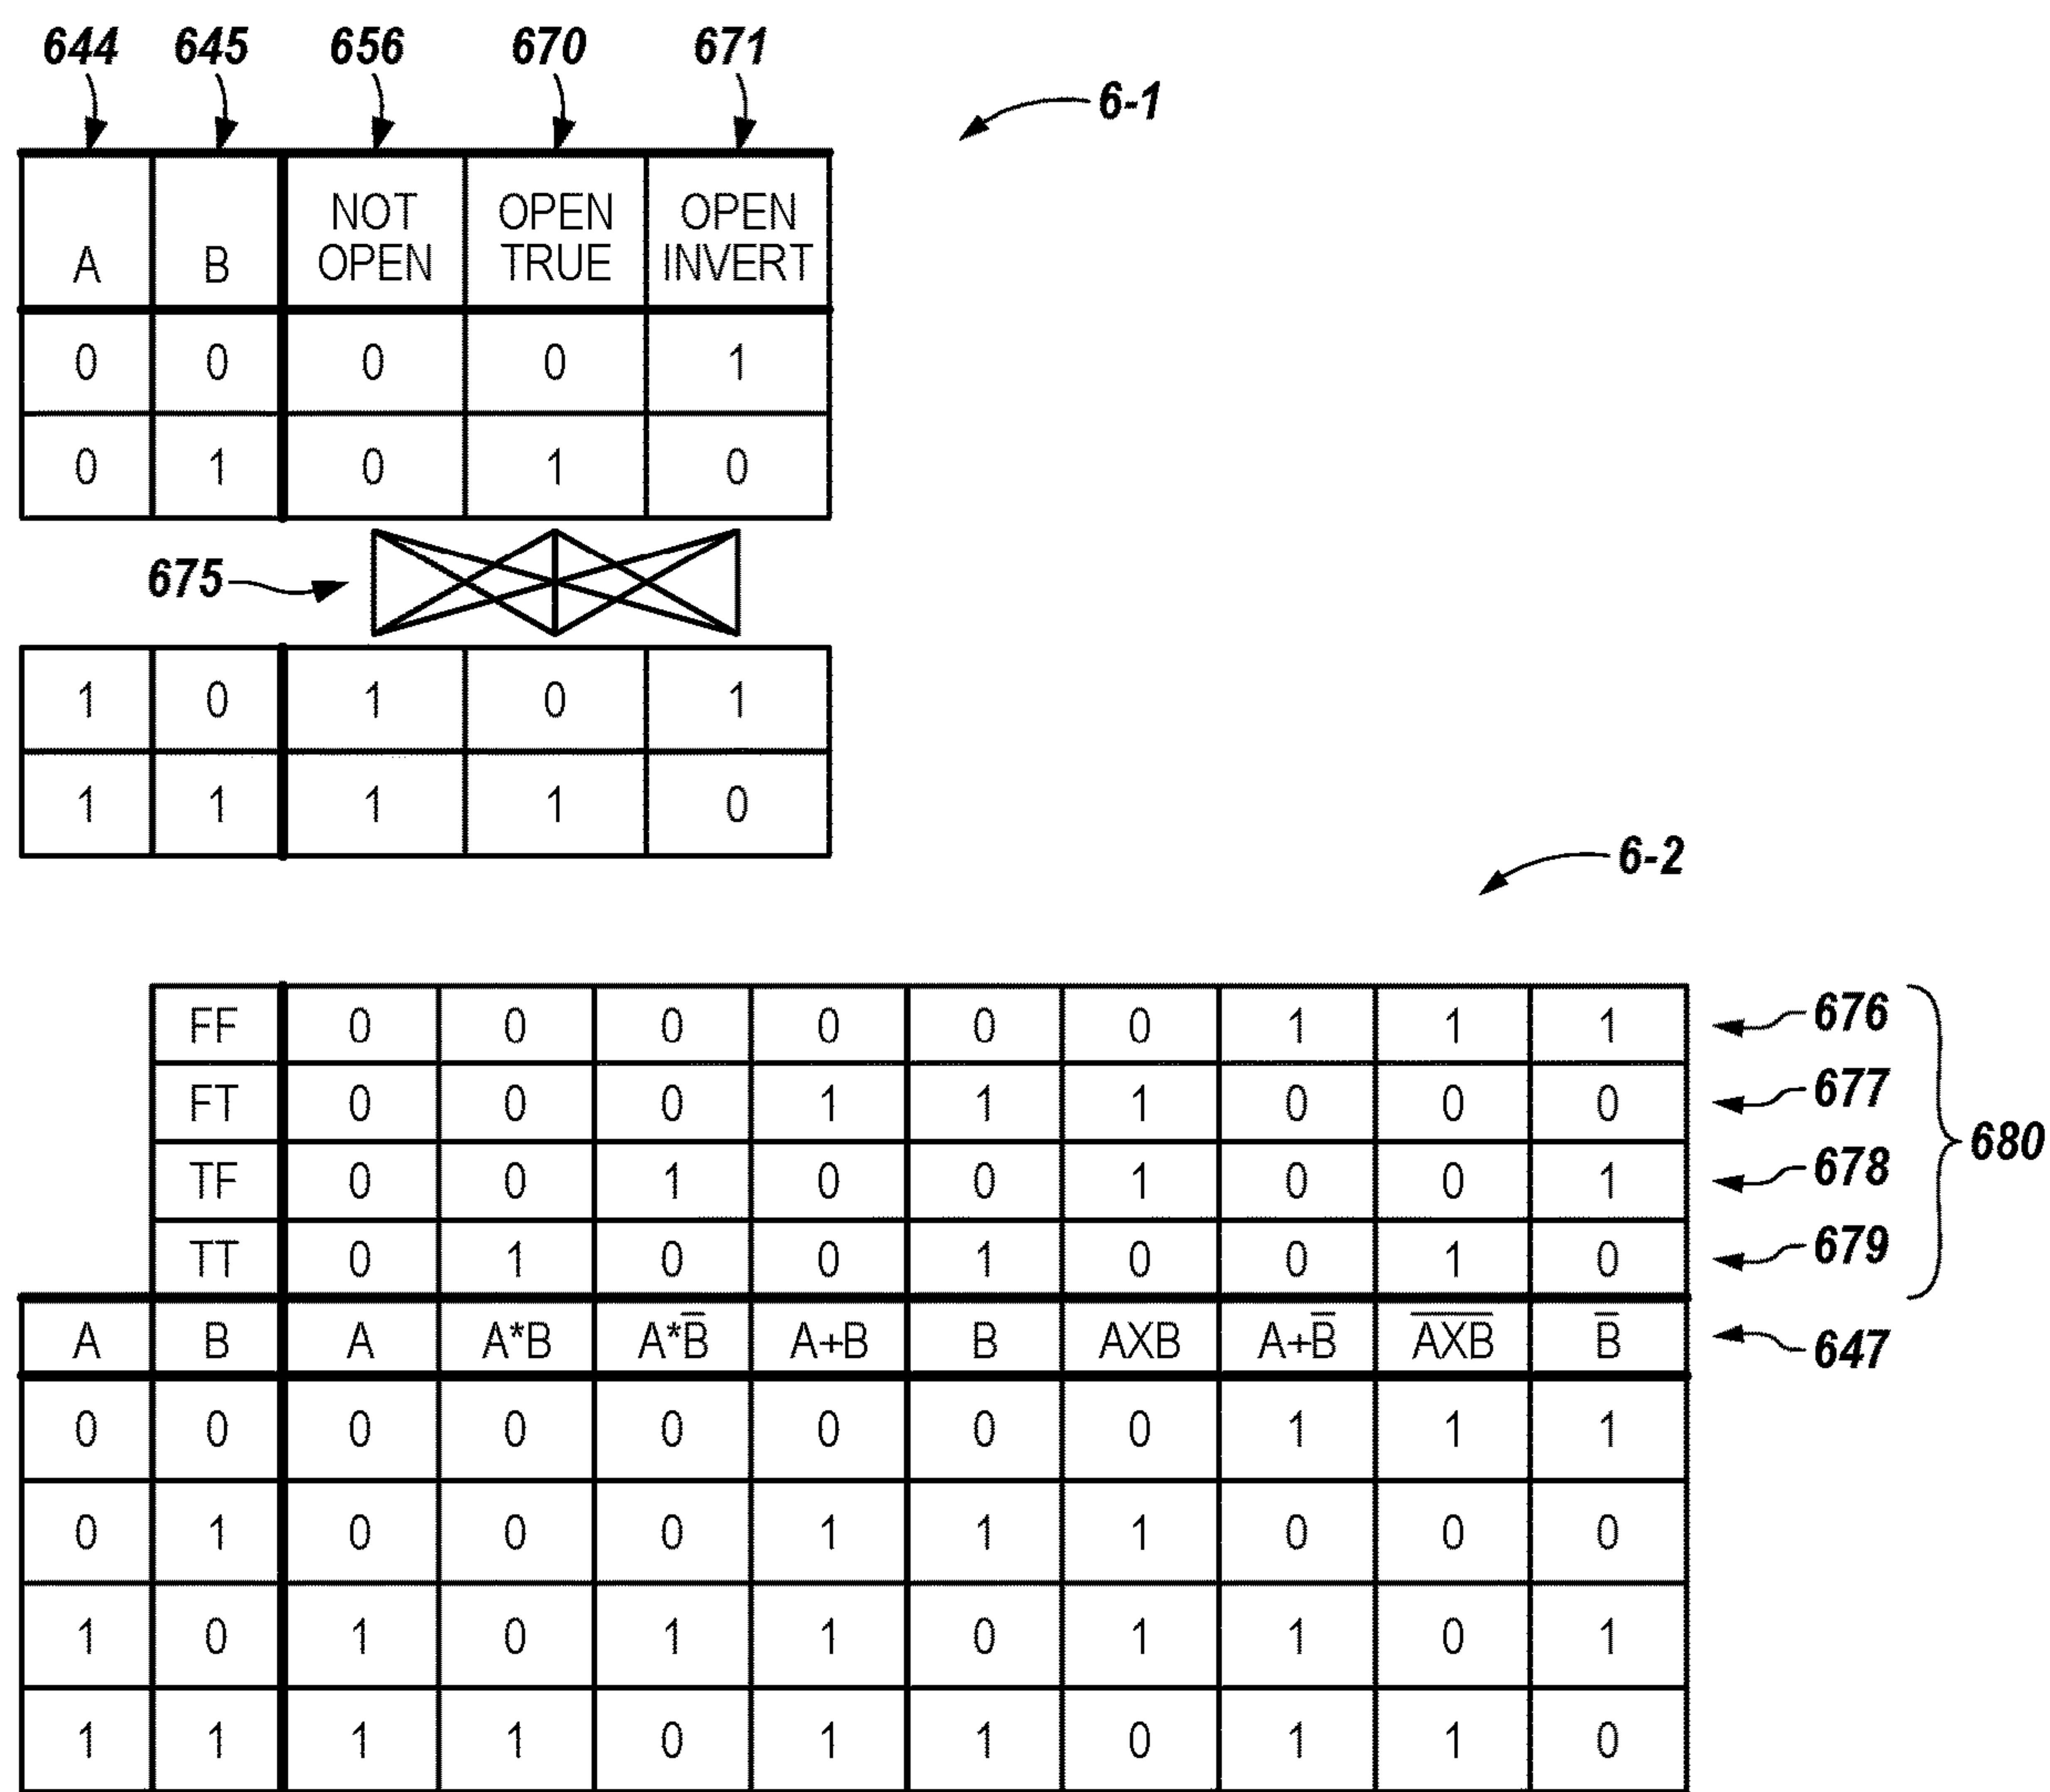 644 645 656 670 671
6-1
A B NOT OPEN OPEN TRUE OPEN INVERT
0 0 0 0 1
0 1 0 1 0
675
1 0 1 0 1
1 1 1 1 0
6-2
FF 0 0 0 0 0 0 1 1 1 676
FT 0 0 0 1 1 1 0 0 0 677
680
TF 0 0 1 0 0 1 0 0 1 678
TT 0 1 0 0 1 0 0 1 0 679
A B A A*B A*B̅ A+B B AXB A+B̅ A̅X̅B̅ B̅ 647
0 0 0 0 0 0 0 0 1 1 1
0 1 0 0 0 1 1 1 0 0 0
1 0 1 0 1 1 0 1 1 0 1
1 1 1 1 0 1 1 0 1 1 0